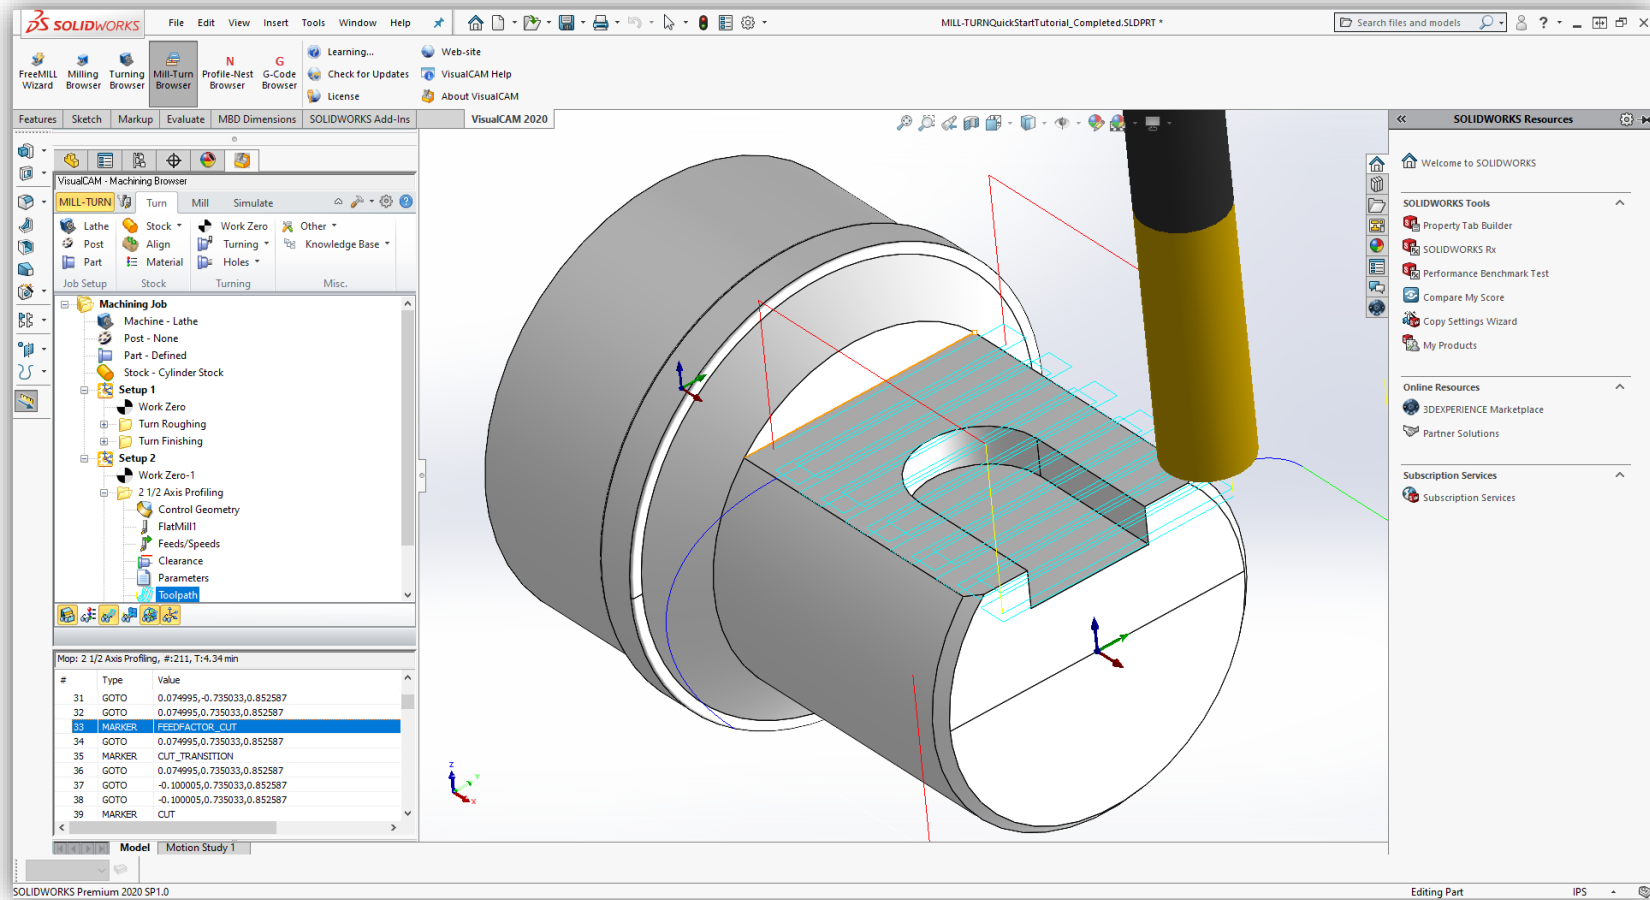 SOLIDWORKS
File Edit View Insert Tools Window Help
MILL-TURNQuickStartTutorial_Completed.SLDPRT *
Search files and models
?
FreeMILL Wizard
Milling Browser
Turning Browser
Mill-Turn Browser
N
Profile-Nest Browser
G
G-Code Browser
Learning...
Check for Updates
License
Web-site
VisualCAM Help
About VisualCAM
Features Sketch Markup Evaluate MBD Dimensions SOLIDWORKS Add-Ins VisualCAM 2020
VisualCAM - Machining Browser
MILL-TURN Turn Mill Simulate
Lathe Stock Work Zero Other
Post Align Turning Knowledge Base
Part Material Holes
Job Setup Stock Turning Misc.
Machining Job
Machine - Lathe
Post - None
Part - Defined
Stock - Cylinder Stock
Setup 1
Work Zero
Turn Roughing
Turn Finishing
Setup 2
Work Zero-1
2 1/2 Axis Profiling
Control Geometry
FlatMill1
Feeds/Speeds
Clearance
Parameters
Toolpath
Mop: 2 1/2 Axis Profiling, #:211, T:4.34 min
# Type Value
31 GOTO 0.074995,-0.735033,0.852587
32 GOTO 0.074995,-0.735033,0.852587
33 MARKER FEEDFACTOR_CUT
34 GOTO 0.074995,0.735033,0.852587
35 MARKER CUT_TRANSITION
36 GOTO 0.074995,0.735033,0.852587
37 GOTO -0.100005,0.735033,0.852587
38 GOTO -0.100005,0.735033,0.852587
39 MARKER CUT
Z
Y
X
Model Motion Study 1
SOLIDWORKS Premium 2020 SP1.0
Editing Part
IPS
SOLIDWORKS Resources
Welcome to SOLIDWORKS
SOLIDWORKS Tools
Property Tab Builder
SOLIDWORKS Rx
Performance Benchmark Test
Compare My Score
Copy Settings Wizard
My Products
Online Resources
3DEXPERIENCE Marketplace
Partner Solutions
Subscription Services
Subscription Services